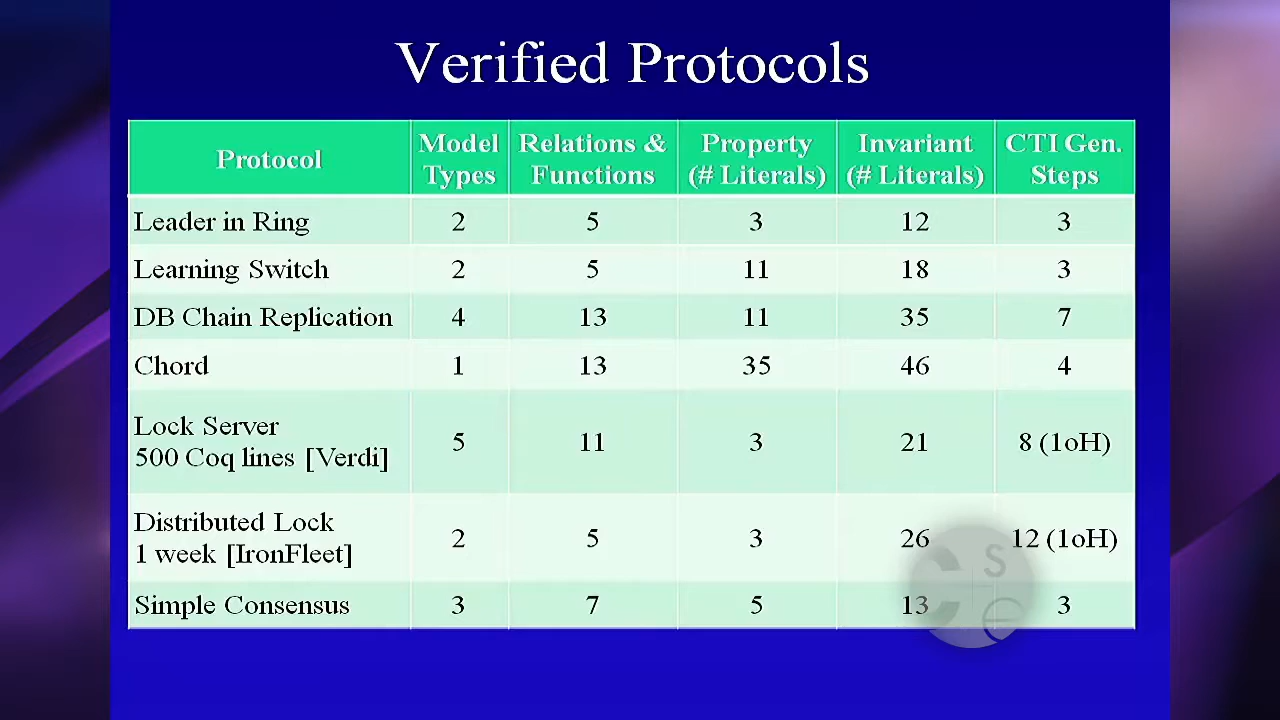 Verified Protocols
Protocol Model Types Relations & Functions Property (# Literals) Invariant (# Literals) CTI Gen. Steps
Leader in Ring 2 5 3 12 3
Learning Switch 2 5 11 18 3
DB Chain Replication 4 13 11 35 7
Chord 1 13 35 46 4
Lock Server
500 Coq lines [Verdi] 5 11 3 21 8 (1oH)
Distributed Lock
1 week [IronFleet] 2 5 3 26 12 (1oH)
Simple Consensus 3 7 5 13 3
CSE